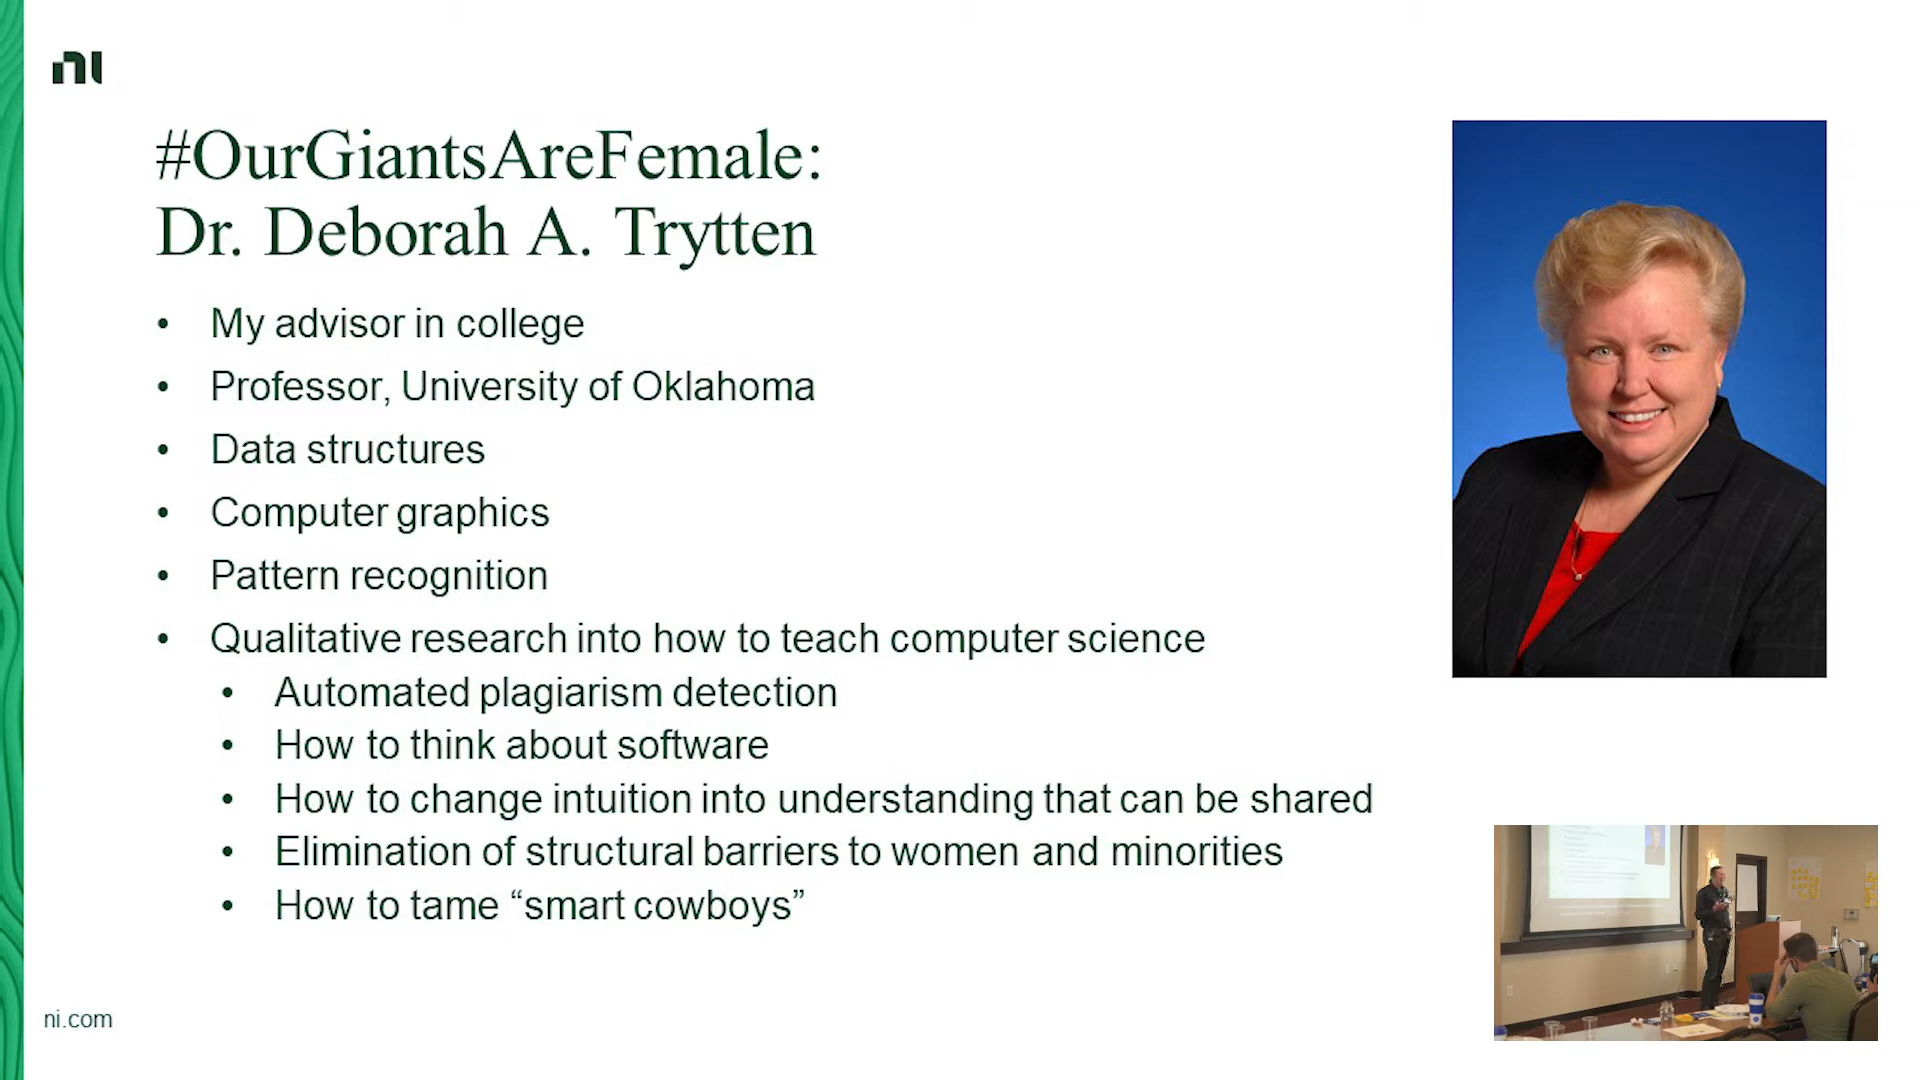 ni
#OurGiantsAreFemale:
Dr. Deborah A. Trytten
• My advisor in college
• Professor, University of Oklahoma
• Data structures
• Computer graphics
• Pattern recognition
• Qualitative research into how to teach computer science
• Automated plagiarism detection
• How to think about software
• How to change intuition into understanding that can be shared
• Elimination of structural barriers to women and minorities
• How to tame “smart cowboys”
ni.com